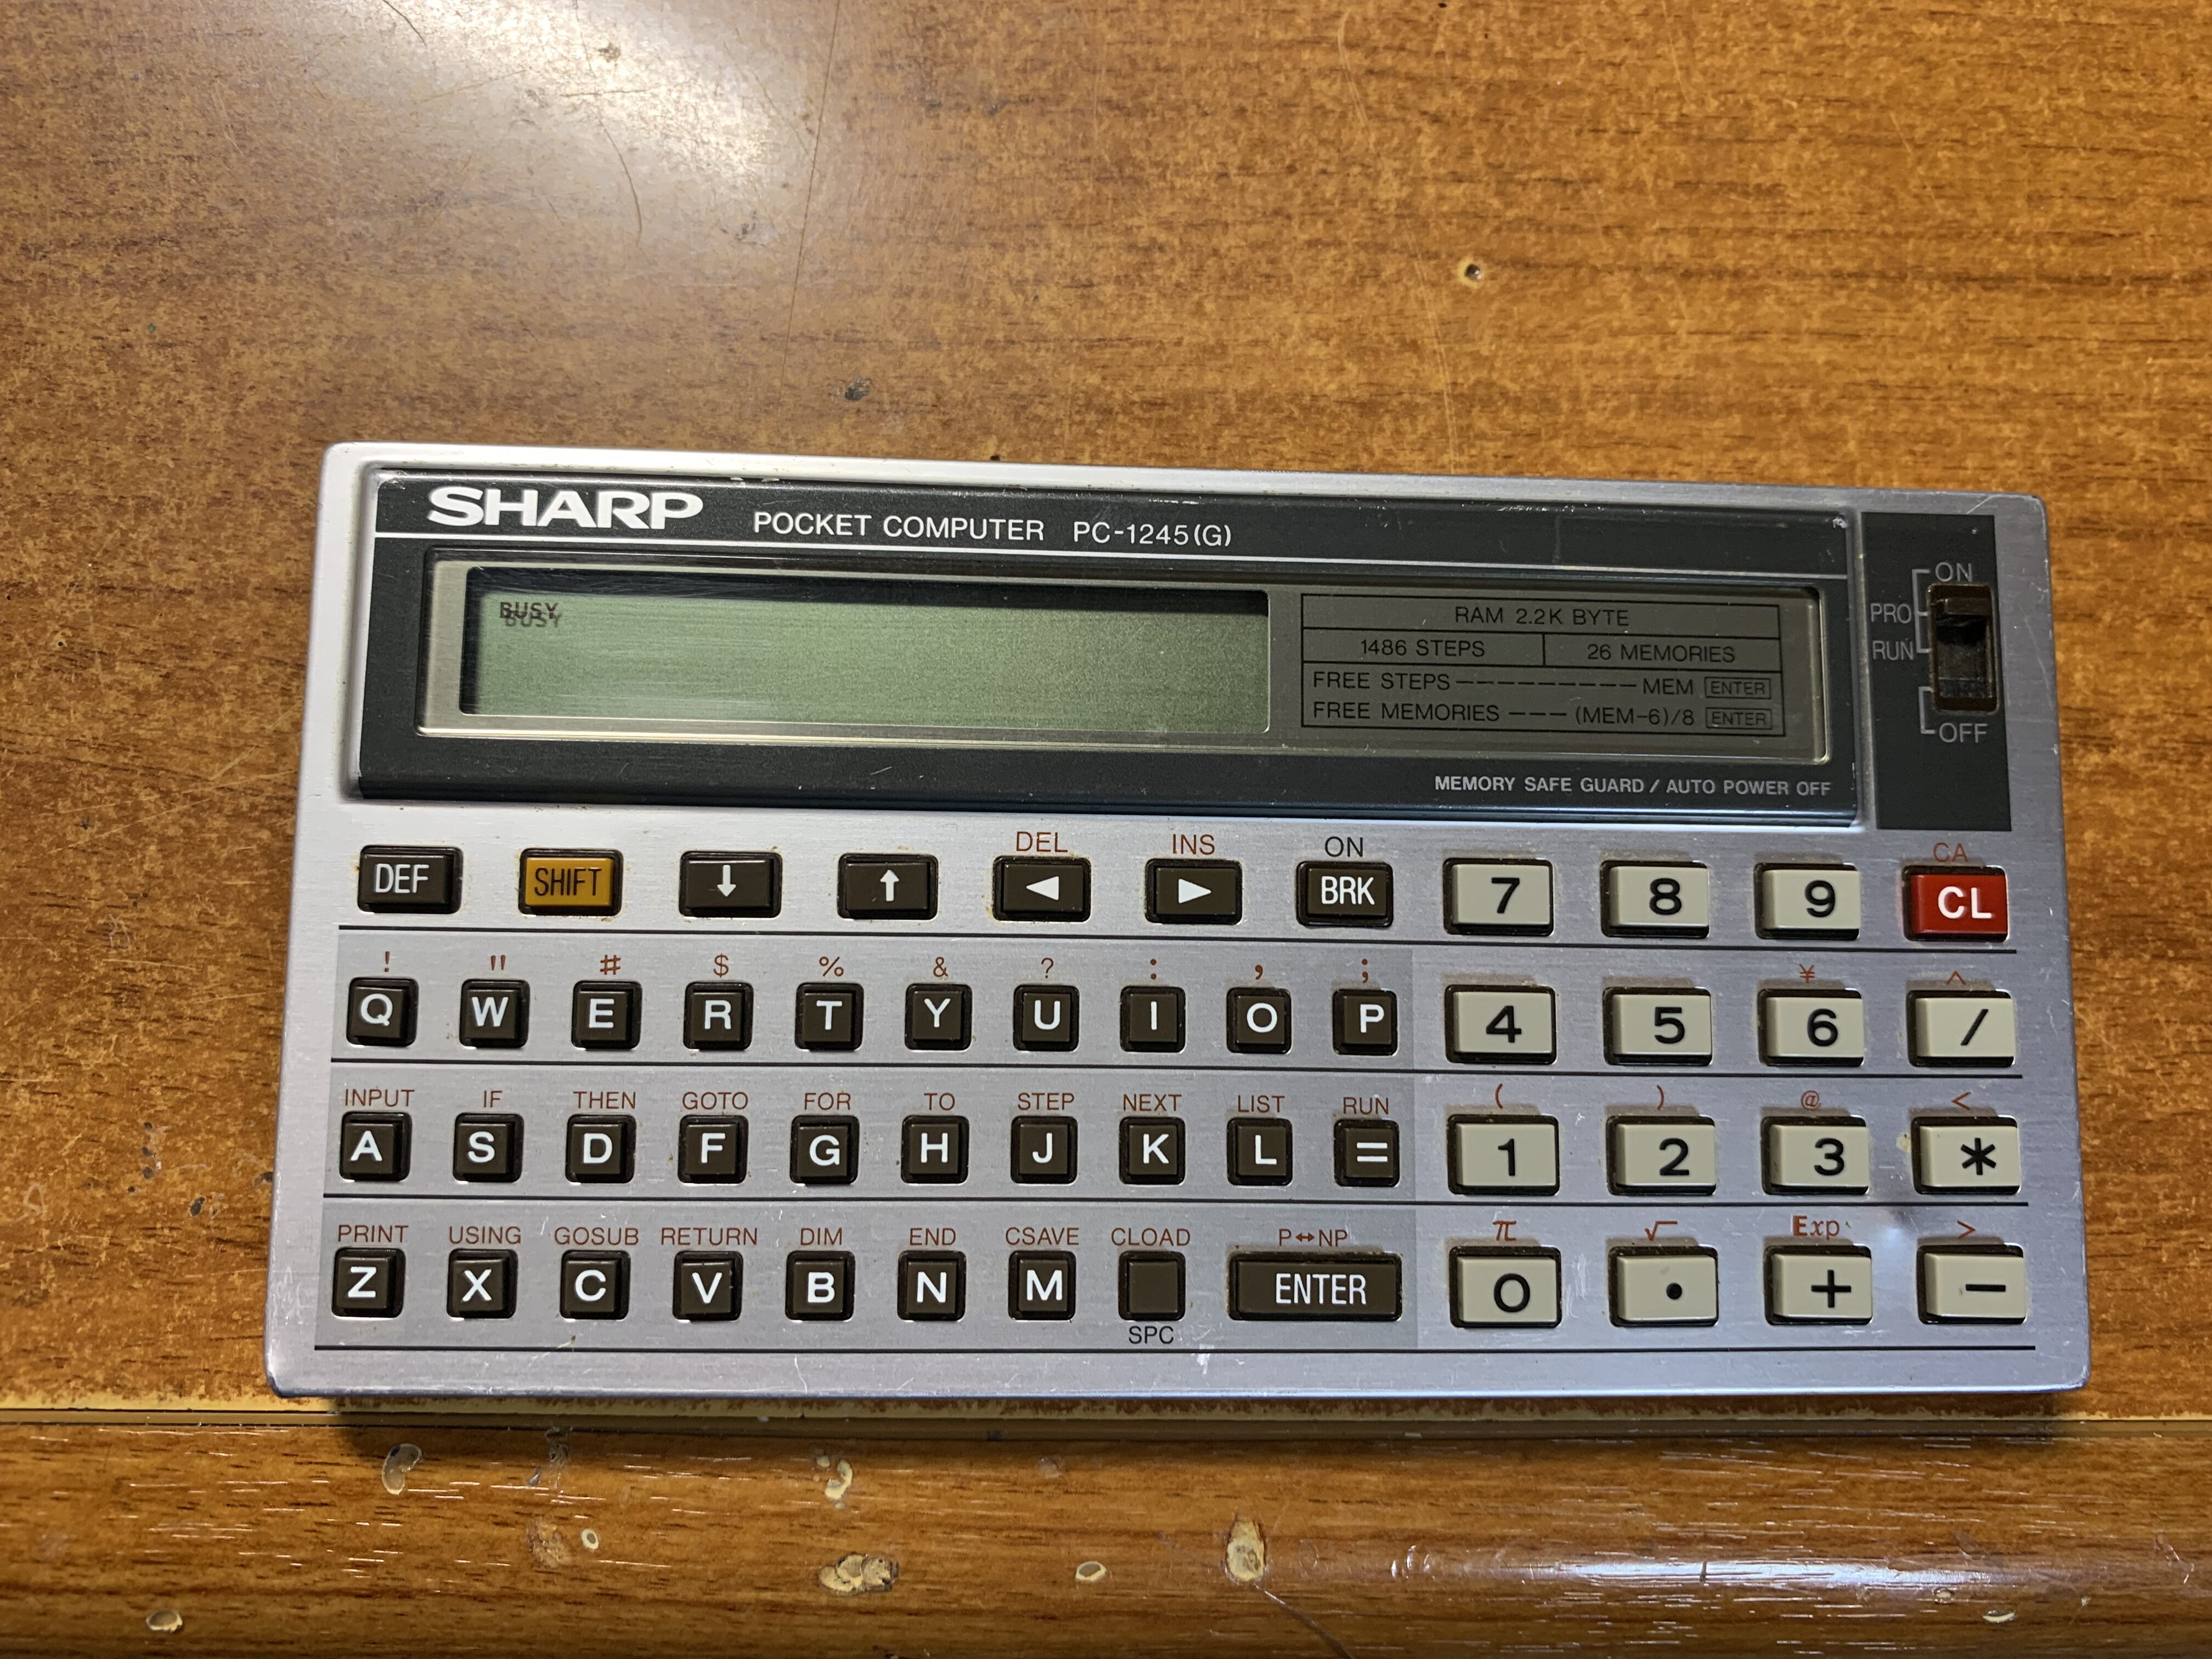 SHARP POCKET COMPUTER PC-1245(G)
ON
PRO
RUN
OFF
BUSY
RAM 2.2K BYTE
1486 STEPS 26 MEMORIES
FREE STEPS ---------- MEM ENTER
FREE MEMORIES --- (MEM-6)/8 ENTER
MEMORY SAFE GUARD / AUTO POWER OFF
DEL INS ON CA
DEF SHIFT ↓ ↑ ◀ ▶ BRK 7 8 9 CL
! " # $ % & ? : , ; ¥ ^
Q W E R T Y U I O P 4 5 6 /
INPUT IF THEN GOTO FOR TO STEP NEXT LIST RUN ( ) @ <
A S D F G H J K L = 1 2 3 *
PRINT USING GOSUB RETURN DIM END CSAVE CLOAD P↔NP π √ Exp >
Z X C V B N M ENTER 0 • + −
SPC